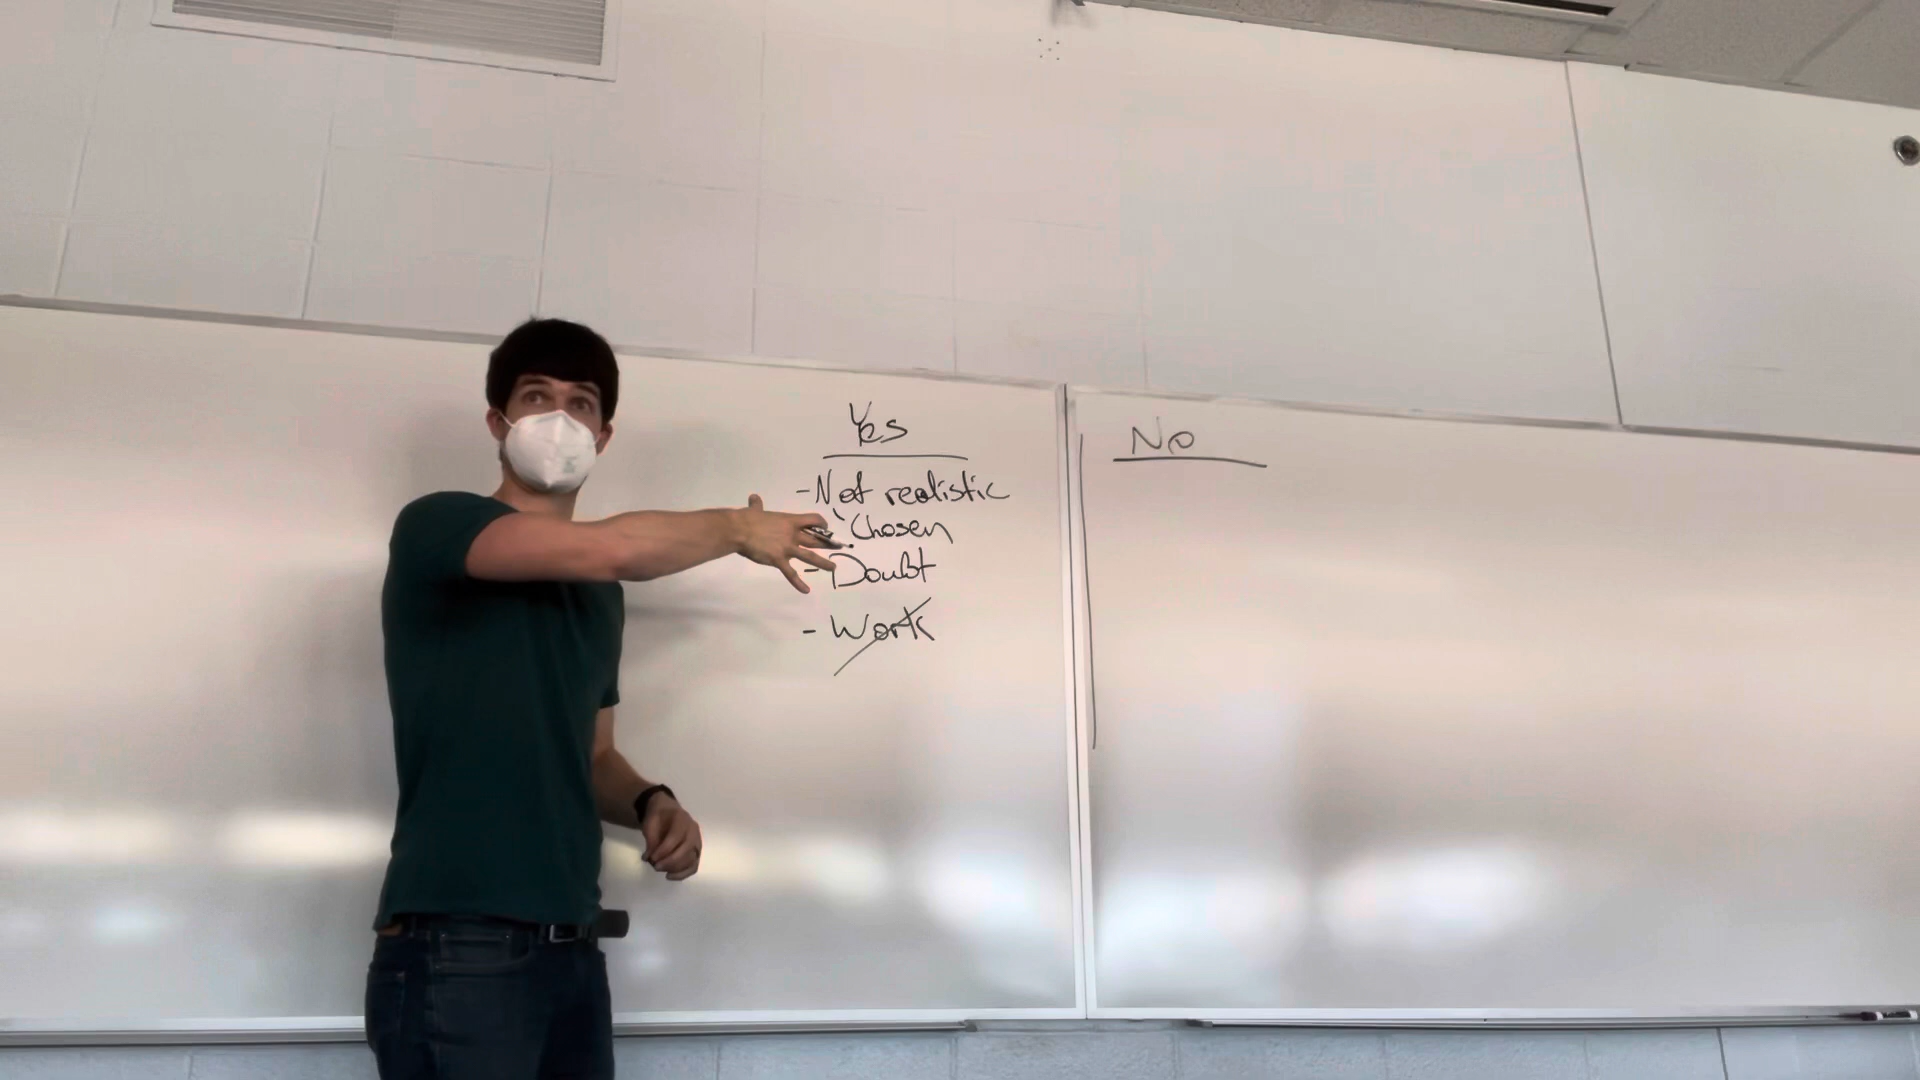 Yes
-Not realistic
Chosen
-Doubt
- Work
No